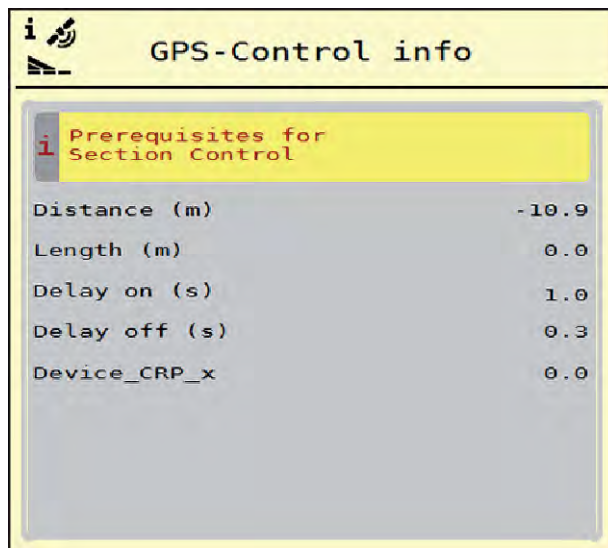 i
GPS-Control info
i Prerequisites for
Section Control
Distance (m) -10.9
Length (m) 0.0
Delay on (s) 1.0
Delay off (s) 0.3
Device_CRP_x 0.0